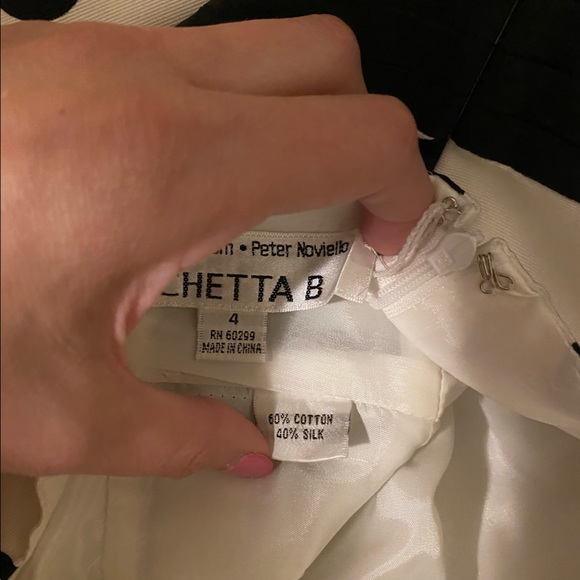 • Peter Noviello
CHETTA B
4
RN 60299
MADE IN CHINA
60% COTTON
40% SILK